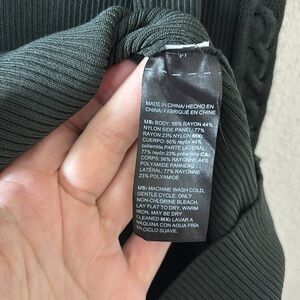 MADE IN CHINA/ HECHO EN
CHINA/ FABRIQUÉ EN CHINE
US: BODY: 56% RAYON 44%
NYLON SIDE PANEL: 77%
RAYON 23% NYLON MX:
CUERPO: 56% rayón 44%
poliamida PARTE LATERAL:
77% rayón 23% poliamida CA:
CORPS: 56% RAYONNE 44%
POLYAMIDE PANNEAU
LATÉRAL: 77% RAYONNE
23% POLYAMIDE
US: MACHINE WASH COLD,
GENTLE CYCLE, ONLY
NON-CHLORINE BLEACH,
LAY FLAT TO DRY, WARM
IRON, MAY BE DRY
CLEANED MX: LAVAR A
MÁQUINA CON AGUA FRÍA
EN CICLO SUAVE,